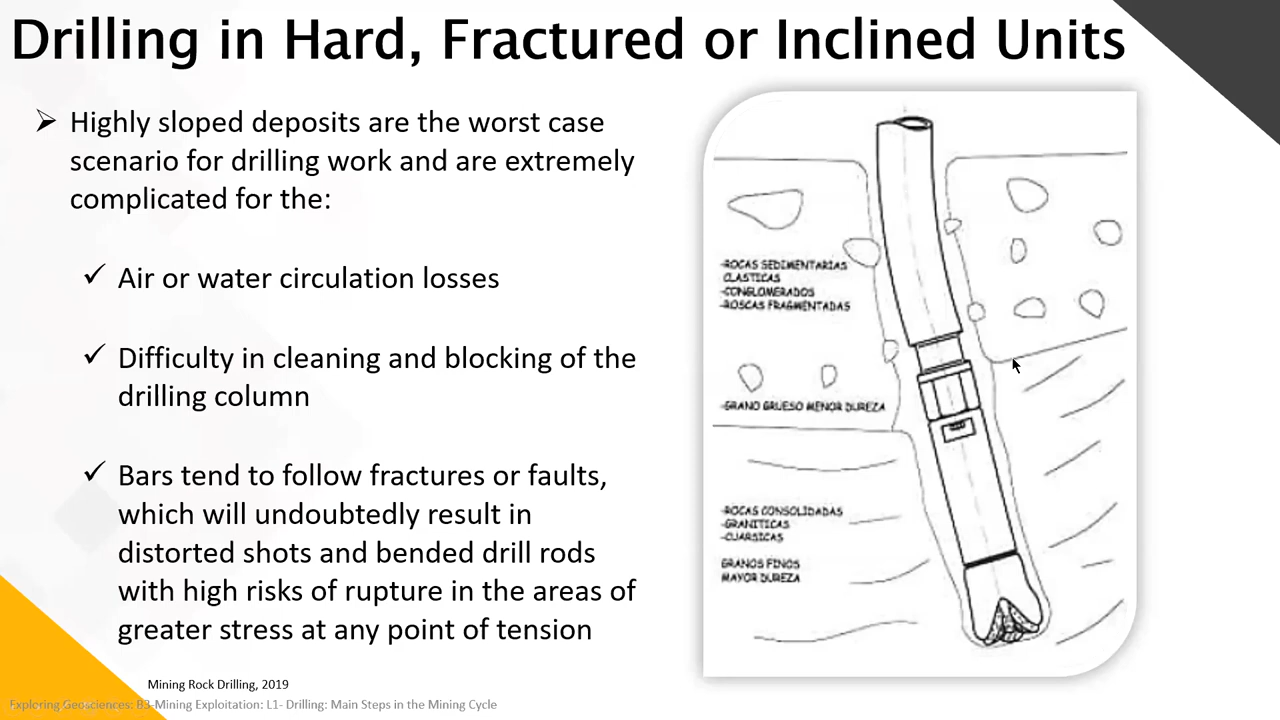 Drilling in Hard, Fractured or Inclined Units
Highly sloped deposits are the worst case
scenario for drilling work and are extremely
complicated for the:
Air or water circulation losses
Difficulty in cleaning and blocking of the
drilling column
Bars tend to follow fractures or faults,
which will undoubtedly result in
distorted shots and bended drill rods
with high risks of rupture in the areas of
greater stress at any point of tension
-ROCAS SEDIMENTARIAS
CLASTICAS
-CONGLOMERADOS
-ROSCAS FRAGMENTADAS
-GRANO GRUESO MENOR DUREZA
-ROCAS CONSOLIDADAS
-GRANITICAS
-CUARSICAS
GRANOS FINOS
MAYOR DUREZA
Mining Rock Drilling, 2019
Exploring Geosciences: B3-Mining Exploitation: L1- Drilling: Main Steps in the Mining Cycle